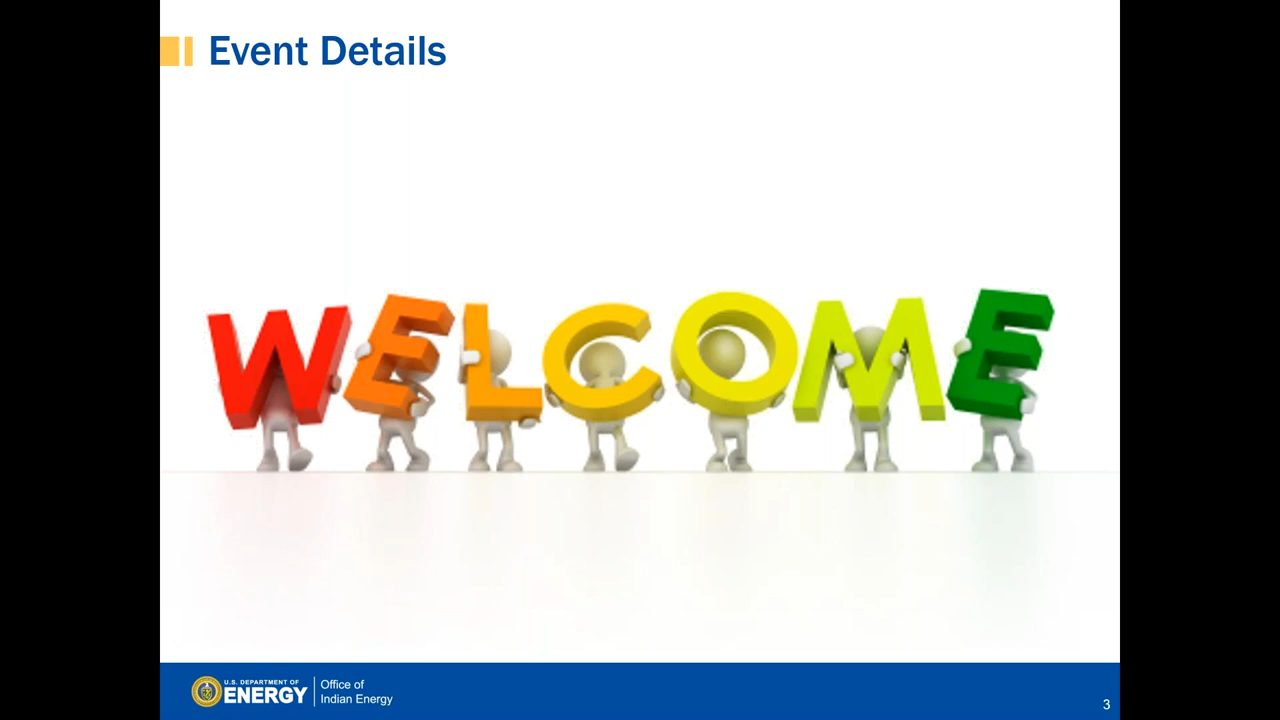 Event Details
WELCOME
U.S. DEPARTMENT OF
ENERGY
Office of
Indian Energy
3